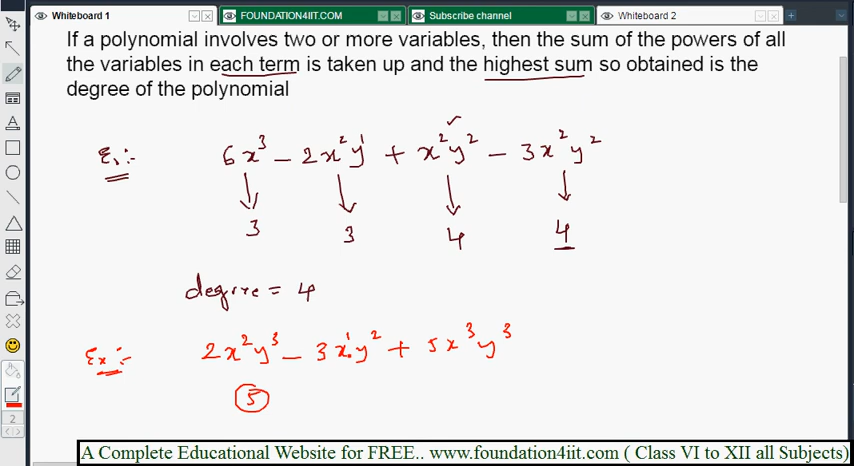 Whiteboard 1 FOUNDATION4IIT.COM Subscribe channel Whiteboard 2
If a polynomial involves two or more variables, then the sum of the powers of all
the variables in each term is taken up and the highest sum so obtained is the
degree of the polynomial
Ex:- 6x³ - 2x²y¹ + x²y² - 3x²y²
3 3 4 4
degree = 4
Ex:- 2x²y³ - 3x¹y² + 5x³y³
5
2
A Complete Educational Website for FREE.. www.foundation4iit.com ( Class VI to XII all Subjects)